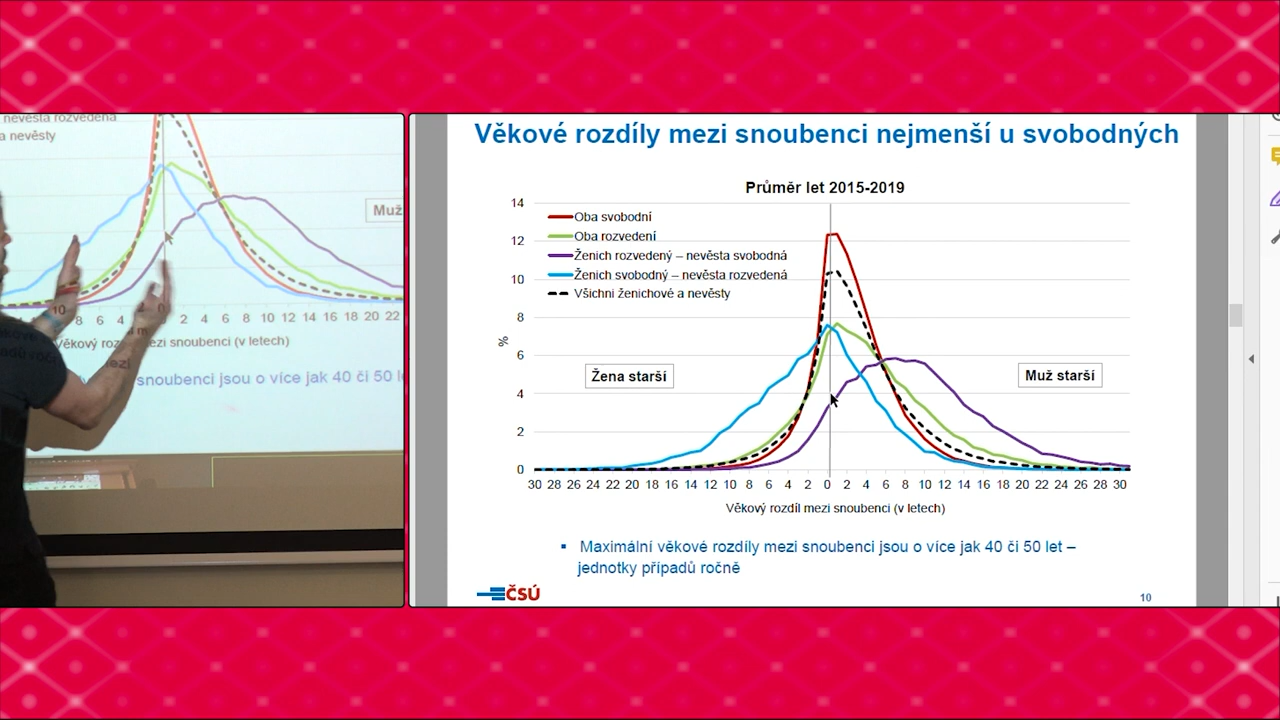 nevěsta rozvedená
a nevěsty
Muž
10 8 6 4 0 2 4 6 8 10 12 14 16 18 20 22
Věkový rozdíl mezi snoubenci (v letech)
snoubenci jsou o více jak 40 či 50 le
Věkové rozdíly mezi snoubenci nejmenší u svobodných
Průměr let 2015-2019
14
12
10
8
6
4
2
0
%
Oba svobodní
Oba rozvedení
Ženich rozvedený – nevěsta svobodná
Ženich svobodný – nevěsta rozvedená
Všichni ženichové a nevěsty
Žena starší
Muž starší
30 28 26 24 22 20 18 16 14 12 10 8 6 4 2 0 2 4 6 8 10 12 14 16 18 20 22 24 26 28 30
Věkový rozdíl mezi snoubenci (v letech)
▪ Maximální věkové rozdíly mezi snoubenci jsou o více jak 40 či 50 let –
jednotky případů ročně
ČSÚ
10